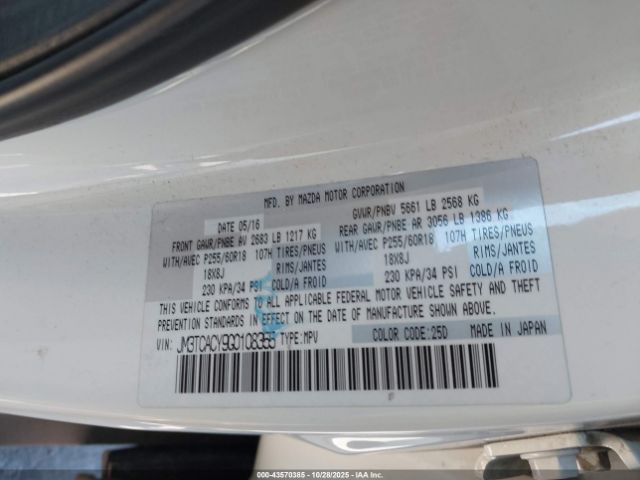 MFD. BY MAZDA MOTOR CORPORATION
DATE 05/16 GVWR/PNBV 5661 LB 2568 KG
FRONT GAWR/PNBE AV 2683 LB 1217 KG REAR GAWR/PNBE AR 3056 LB 1386 KG
WITH/AVEC P255/60R18 107H TIRES/PNEUS WITH/AVEC P255/60R18 107H TIRES/PNEUS
18X8J RIMS/JANTES 18X8J RIMS/JANTES
230 KPA/34 PSI COLD/A FROID 230 KPA/34 PSI COLD/A FROID
THIS VEHICLE CONFORMS TO ALL APPLICABLE FEDERAL MOTOR VEHICLE SAFETY AND THEFT
PREVENTION STANDARDS IN EFFECT ON THE DATE OF MANUFACTURE SHOWN ABOVE.
VIN: TYPE:MPV COLOR CODE:25D MADE IN JAPAN
000-43570385 | 10/28/2025 | IAAI.COM